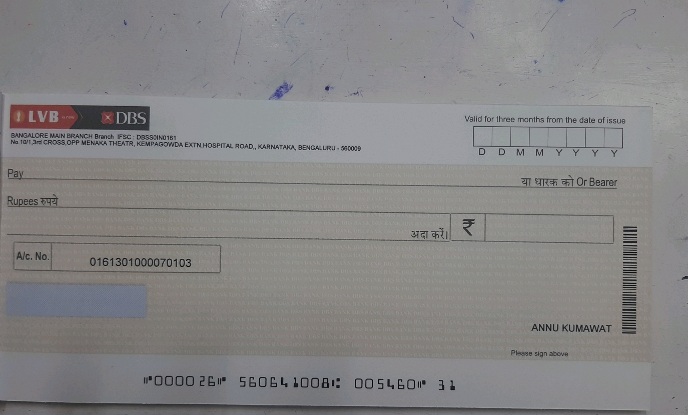 LVB DBS
Valid for three months from the date of issue
BANGALORE MAIN BRANCH Branch IFSC : DBSS0IN0161
No 10/1,3rd CROSS,OPP MENAKA THEATR, KEMPAGOWDA EXTN,HOSPITAL ROAD,, KARNATAKA, BENGALURU - 560009
D D M M Y Y Y Y
Pay या धारक को Or Bearer
Rupees रुपये
अदा करें। ₹
A/c. No. 0161301000070103
ANNU KUMAWAT
Please sign above
⑈000026⑈ 560641008⑆ 005460⑈ 31